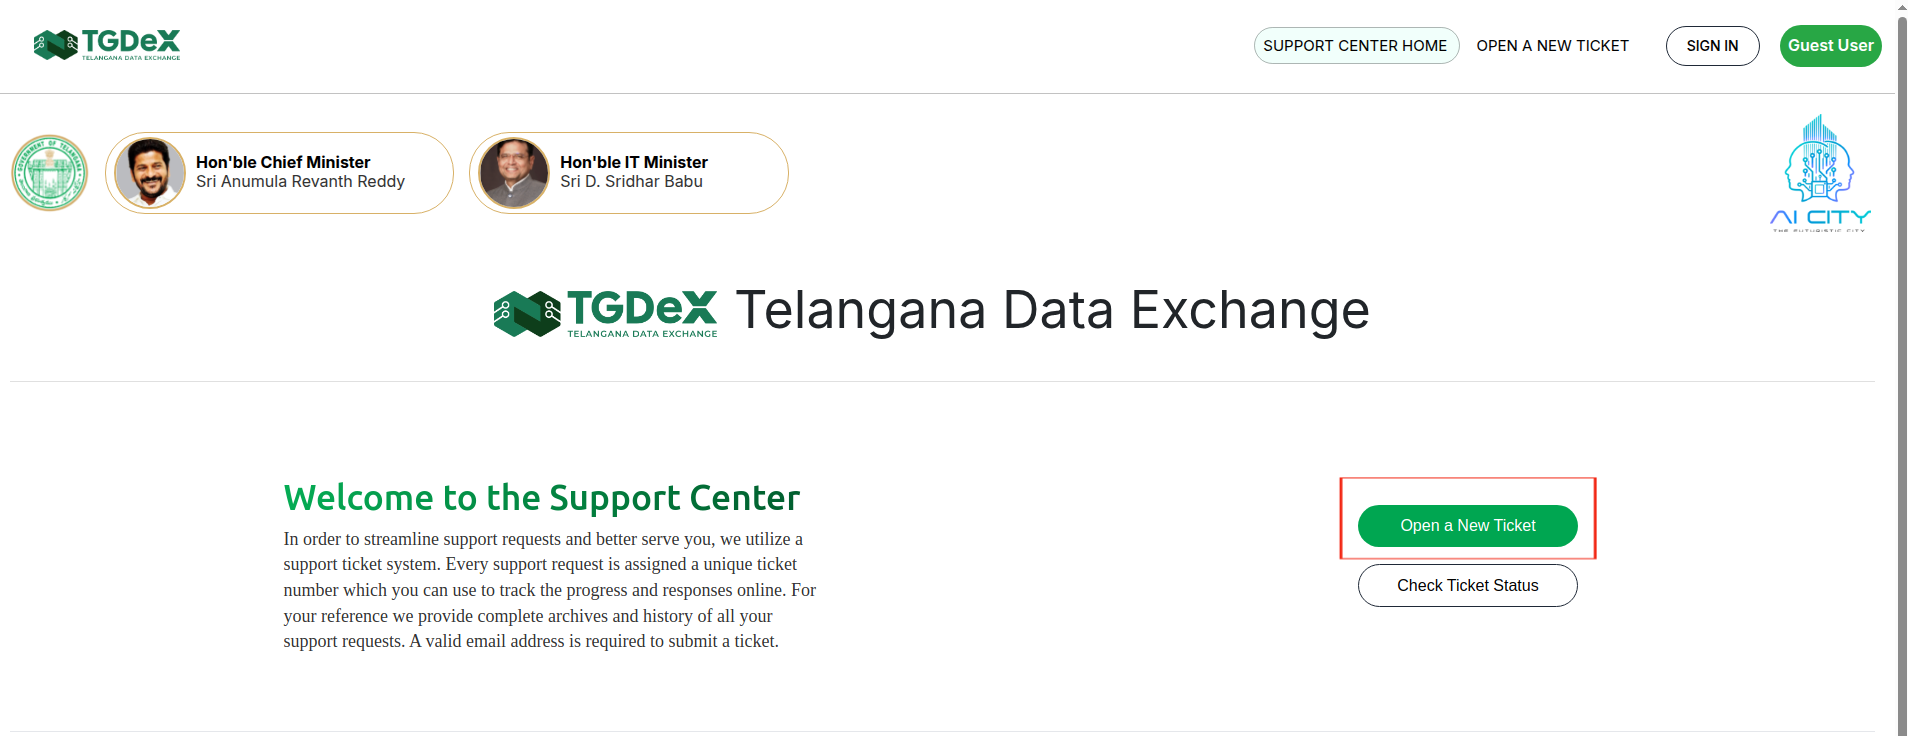 TGDeX
TELANGANA DATA EXCHANGE
SUPPORT CENTER HOME
OPEN A NEW TICKET
SIGN IN
Guest User
Hon'ble Chief Minister
Sri Anumula Revanth Reddy
Hon'ble IT Minister
Sri D. Sridhar Babu
AI CITY
THE FUTURISTIC CITY
TGDeX
TELANGANA DATA EXCHANGE
Telangana Data Exchange
Welcome to the Support Center
In order to streamline support requests and better serve you, we utilize a
support ticket system. Every support request is assigned a unique ticket
number which you can use to track the progress and responses online. For
your reference we provide complete archives and history of all your
support requests. A valid email address is required to submit a ticket.
Open a New Ticket
Check Ticket Status